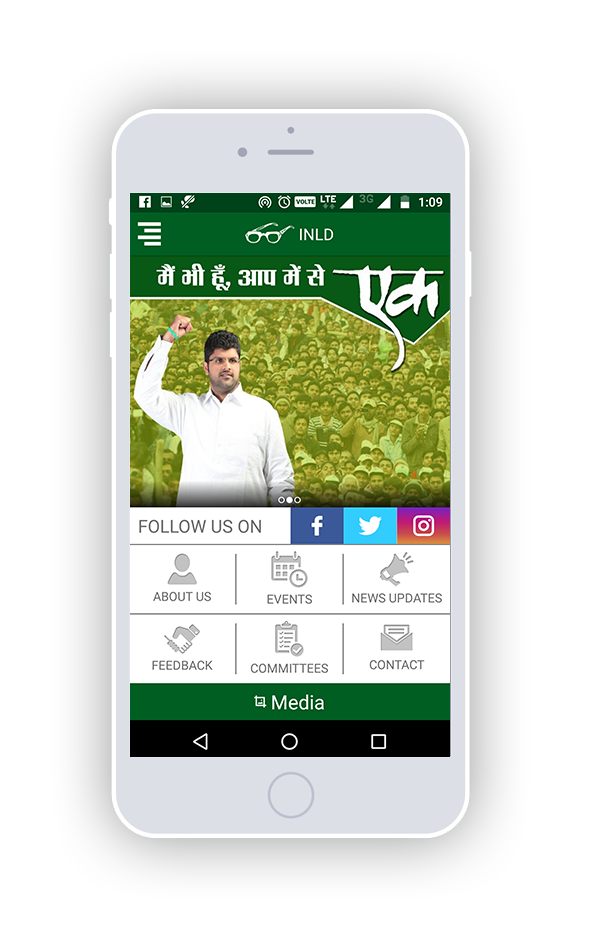 VOLTE LTE 3G 1:09
INLD
मैं भी हूँ, आप में से एक
FOLLOW US ON
ABOUT US
EVENTS
NEWS UPDATES
FEEDBACK
COMMITTEES
CONTACT
Media